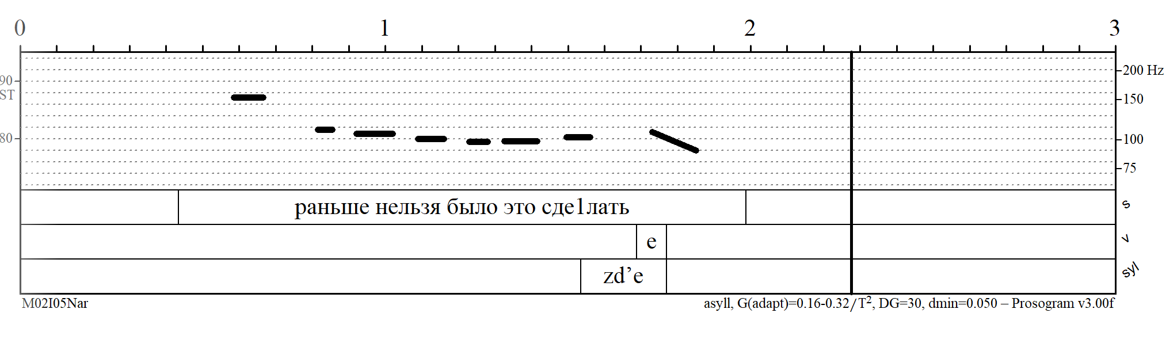 0 1 2 3
90 200 Hz
ST 150
80 100
75
раньше нельзя было это сде1лать s
e v
zd’e syl
M02I05Nar asyll, G(adapt)=0.16-0.32/T², DG=30, dmin=0.050 – Prosogram v3.00f